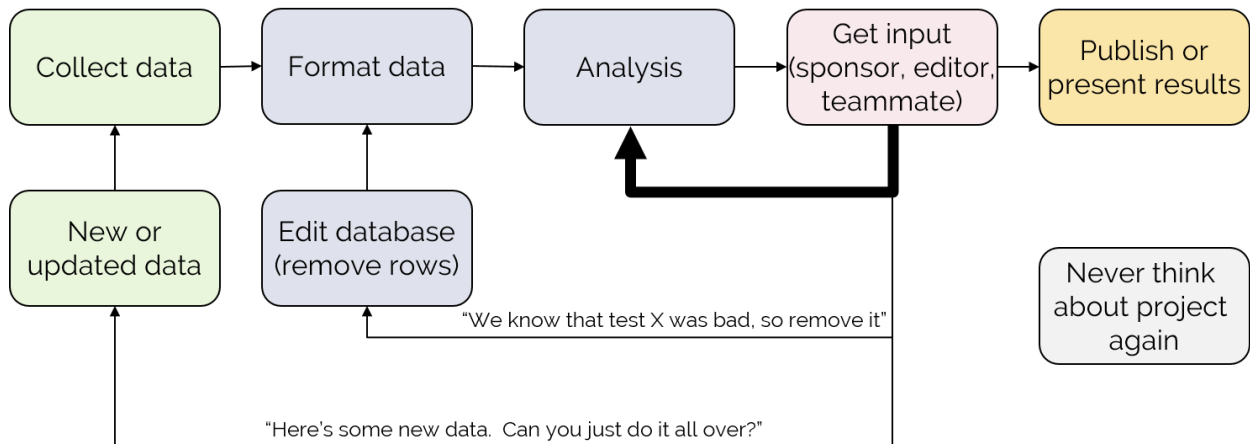 Collect data
Format data
Analysis
Get input
(sponsor, editor,
teammate)
Publish or
present results
New or
updated data
Edit database
(remove rows)
Never think
about project
again
“We know that test X was bad, so remove it”
“Here's some new data.  Can you just do it all over?”